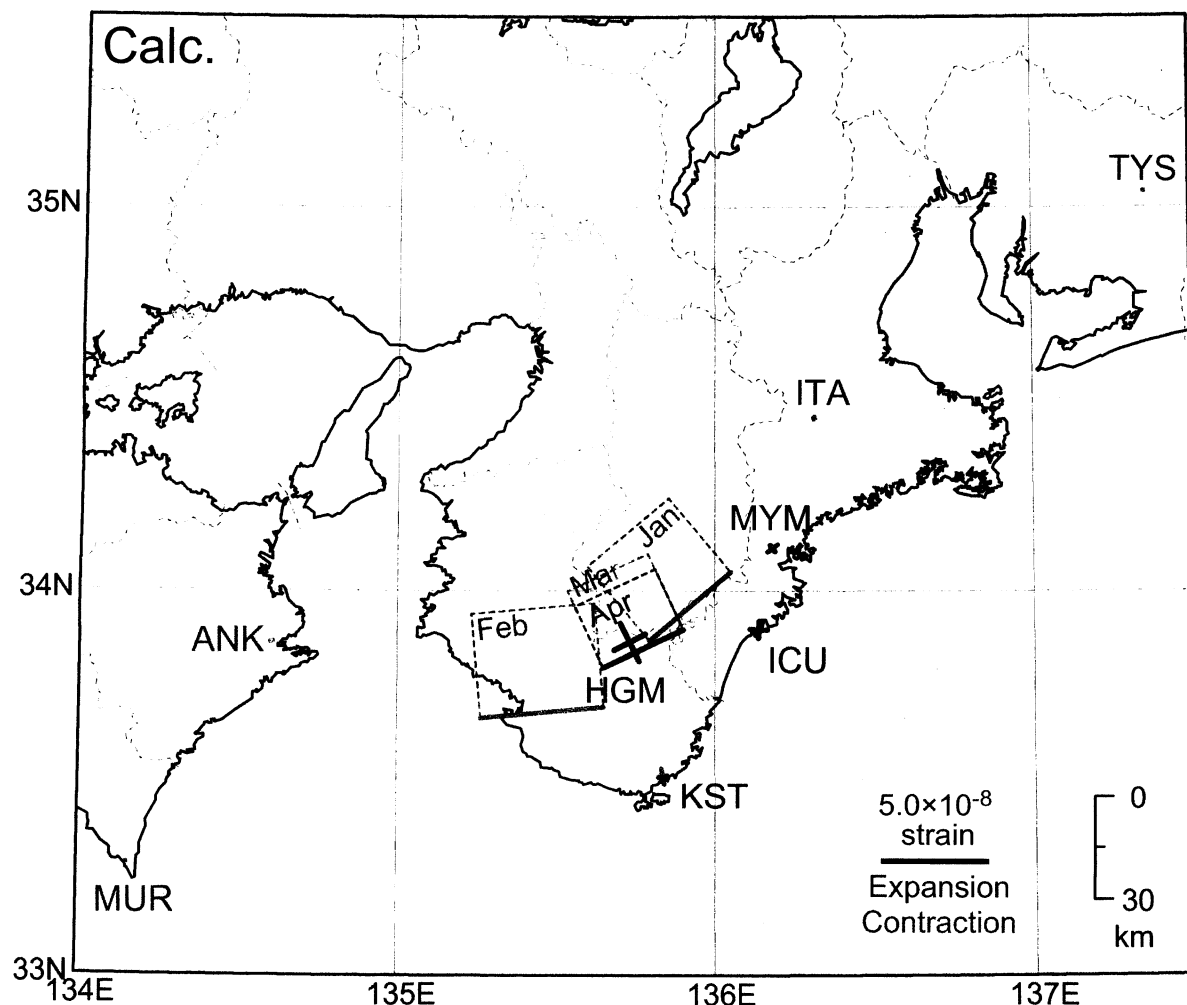 Calc.
TYS
35N
ITA
MYM
Jan
34N
Mar
Apr
Feb
ANK
ICU
HGM
KST
5.0×10-8
strain
0
Expansion
Contraction
30
km
MUR
33N
134E
135E
136E
137E